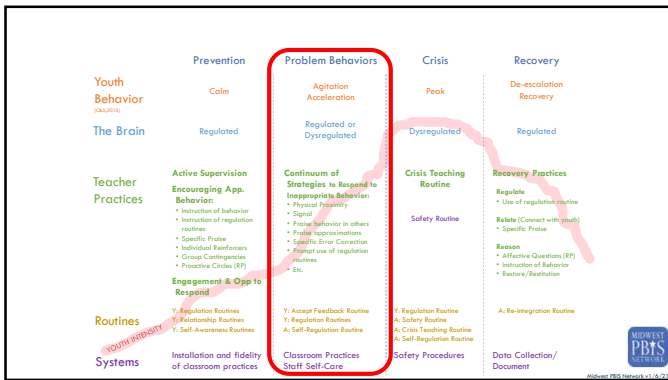 Prevention
Problem Behaviors
Crisis
Recovery
Youth
Behavior
(C&S,2015)
Calm
Agitation
Acceleration
Peak
De-escalation
Recovery
The Brain
Regulated
Regulated or
Dysregulated
Dysregulated
Regulated
Teacher
Practices
Active Supervision
Encouraging App.
Behavior:
• Instruction of behavior
• Instruction of regulation
routines
• Specific Praise
• Individual Reinforcers
• Group Contingencies
• Proactive Circles (RP)
Engagement & Opp to
Respond
Continuum of
Strategies to Respond to
Inappropriate Behavior:
• Physical Proximity
• Signal
• Praise behavior in others
• Praise approximations
• Specific Error Correction
• Prompt use of regulation
routines
• Etc.
Crisis Teaching
Routine
Safety Routine
Recovery Practices
Regulate
• Use of regulation routine
Relate (Connect with youth)
• Specific Praise
Reason
• Affective Questions (RP)
• Instruction of Behavior
• Restore/Restitution
Routines
Y: Regulation Routines
Y: Relationship Routines
Y: Self-Awareness Routines
Y: Accept Feedback Routine
Y: Regulation Routines
A: Self-Regulation Routine
Y: Regulation Routine
A: Safety Routine
A: Crisis Teaching Routine
A: Self-Regulation Routine
A: Re-integration Routine
YOUTH INTENSITY
Systems
Installation and fidelity
of classroom practices
Classroom Practices
Staff Self-Care
Safety Procedures
Data Collection/
Document
MIDWEST
PBIS
NETWORK
Midwest PBIS Network v1/6/21